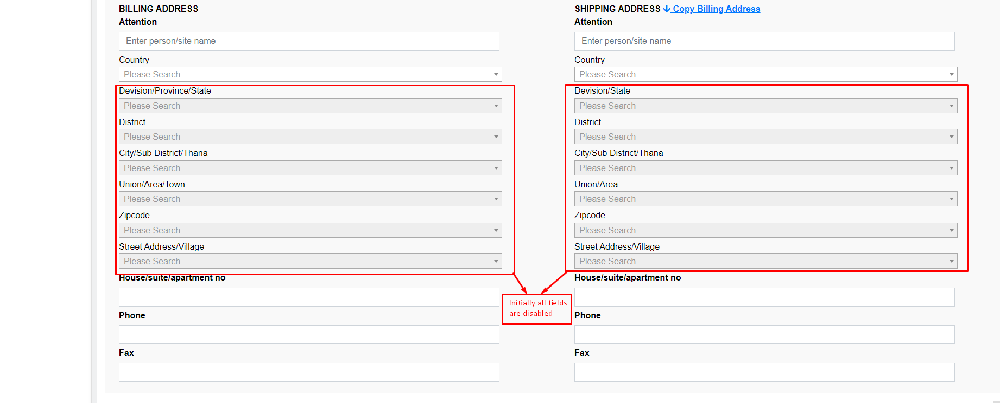 BILLING ADDRESS
Attention
Enter person/site name
Country
Please Search
Devision/Province/State
Please Search
District
Please Search
City/Sub District/Thana
Please Search
Union/Area/Town
Please Search
Zipcode
Please Search
Street Address/Village
Please Search
House/suite/apartment no
Phone
Fax
SHIPPING ADDRESS Copy Billing Address
Attention
Enter person/site name
Country
Please Search
Devision/State
Please Search
District
Please Search
City/Sub District/Thana
Please Search
Union/Area
Please Search
Zipcode
Please Search
Street Address/Village
Please Search
House/suite/apartment no
Phone
Fax
Initially all fields
are disabled